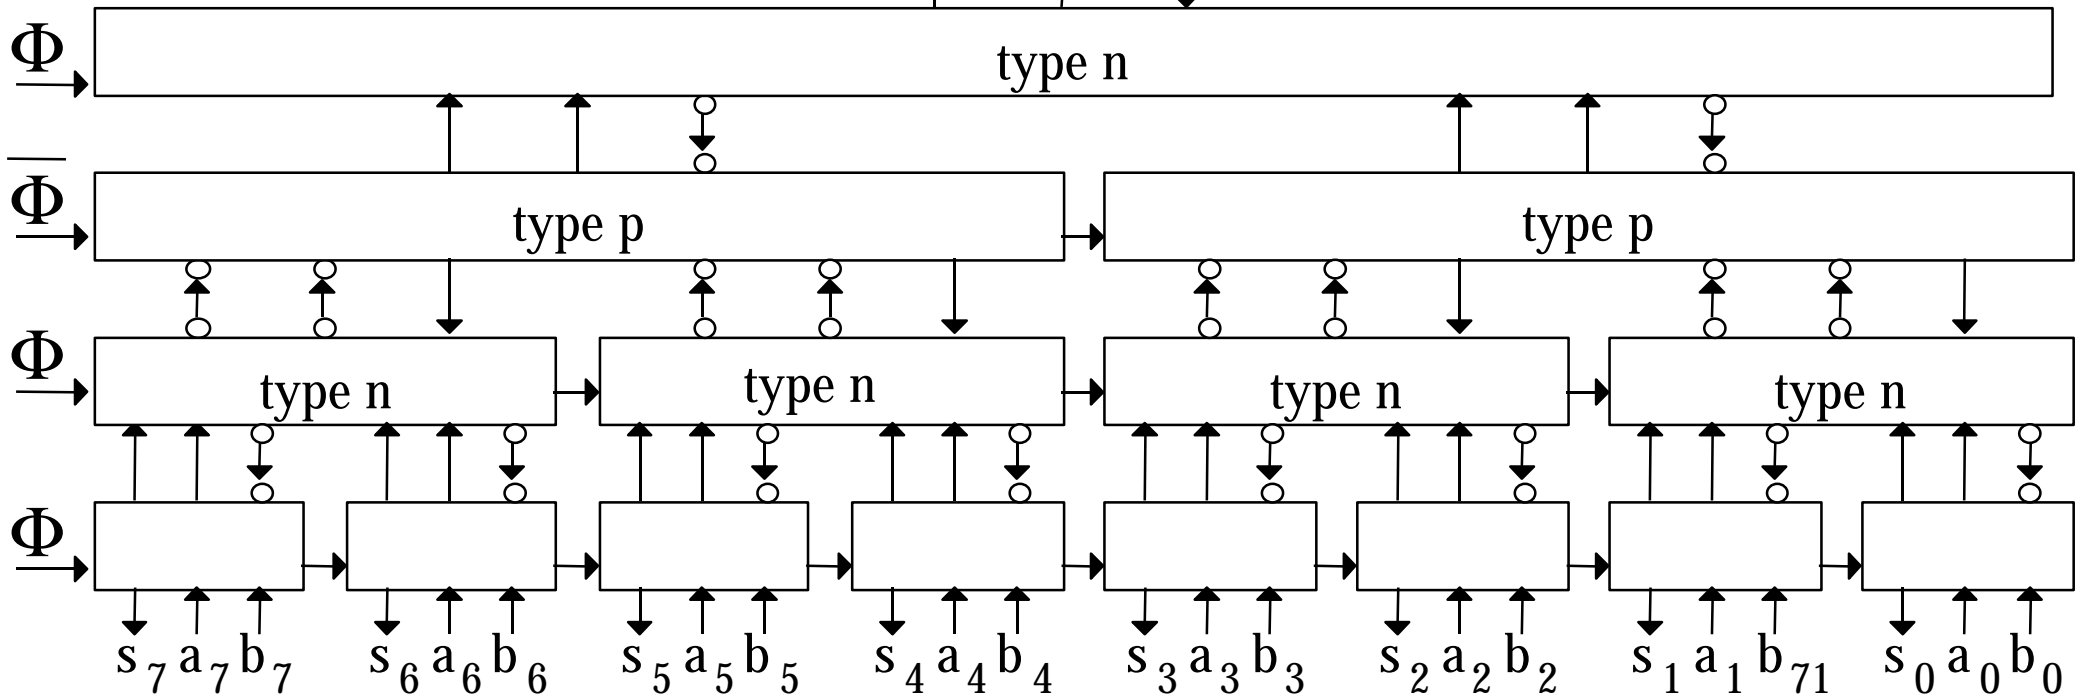 Φ type n
Φ̅ type p type p
Φ type n type n type n type n
Φ
s7 a7 b7 s6 a6 b6 s5 a5 b5 s4 a4 b4 s3 a3 b3 s2 a2 b2 s1 a1 b71 s0 a0 b0